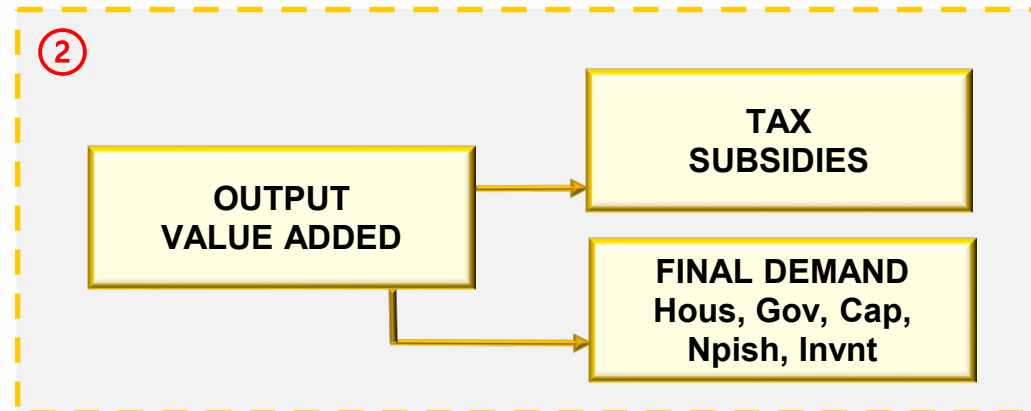 2
OUTPUT
VALUE ADDED
TAX
SUBSIDIES
FINAL DEMAND
Hous, Gov, Cap,
Npish, Invnt